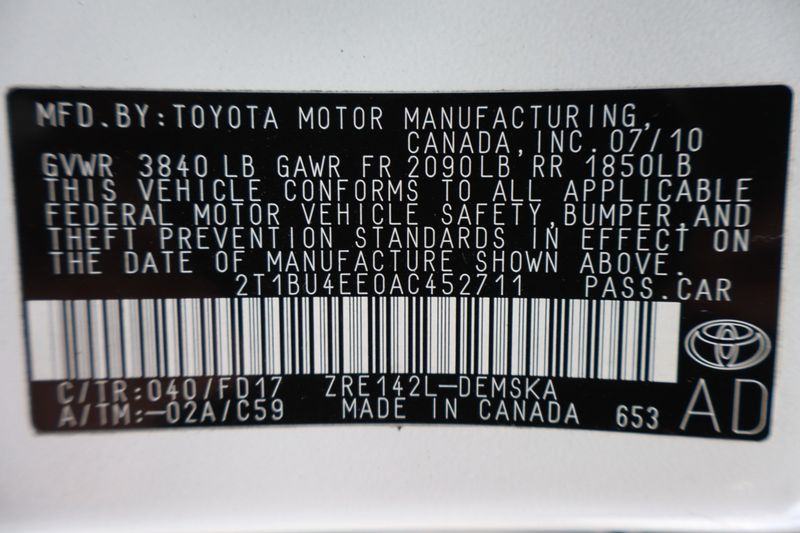 MFD.BY:TOYOTA MOTOR MANUFACTURING,
CANADA,INC.07/10
GVWR 3840LB GAWR FR 2090LB RR 1850LB
THIS VEHICLE CONFORMS TO ALL APPLICABLE
FEDERAL MOTOR VEHICLE SAFETY,BUMPER,AND
THEFT PREVENTION STANDARDS IN EFFECT ON
THE DATE OF MANUFACTURE SHOWN ABOVE.
2T1BU4EE0AC452711 PASS.CAR
C/TR:040/FD17 ZRE142L-DEMSKA
A/TM:-02A/C59 MADE IN CANADA 653 AD